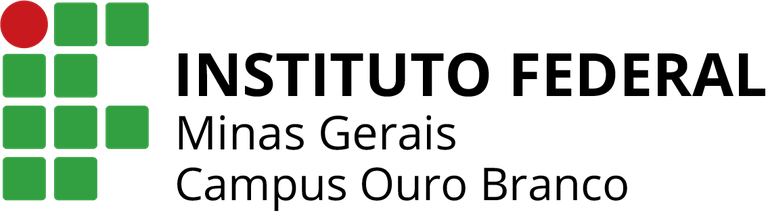 INSTITUTO FEDERAL
Minas Gerais
Campus Ouro Branco